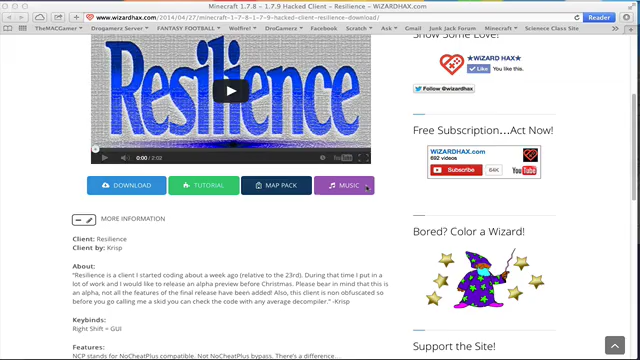 Minecraft 1.7.8 – 1.7.9 Hacked Client – Resilience – WiZARDHAX.com
www.wizardhax.com/2014/04/27/minecraft-1-7-8-1-7-9-hacked-client-resilience-download/
Reader
TheMACGamer
Drogamerz Server
FANTASY FOOTBALL
Wolfire!
DroGamerz
Facebook
Scratch
Ask
Gmail
Junk Jack Forum
Minecraft
Science Class Site
Show Some Love!
Resilience
★WiZARD HAX★
Like
You like this.
Follow @wizardhax
0:00 / 2:02
YouTube
Free Subscription...Act Now!
WiZARDHAX.com
692 videos
Subscribe
64K
YouTube
DOWNLOAD
TUTORIAL
MAP PACK
MUSIC
MORE INFORMATION
Bored? Color a Wizard!
Client: Resilience
Client by: Krisp
About:
"Resilience is a client I started coding about a week ago (relative to the 23rd). During that time I put in a
lot of work and I would like to release an alpha preview before Christmas. Please bear in mind that this is
an alpha, not all the features of the final release have been added! Also, this client is non obfuscated so
before you go calling me a skid you can check the code with any average decompiler." -Krisp
Keybinds:
Right Shift = GUI
Features:
NCP stands for NoCheatPlus compatible. Not NoCheatPlus bypass. There's a difference...
Support the Site!